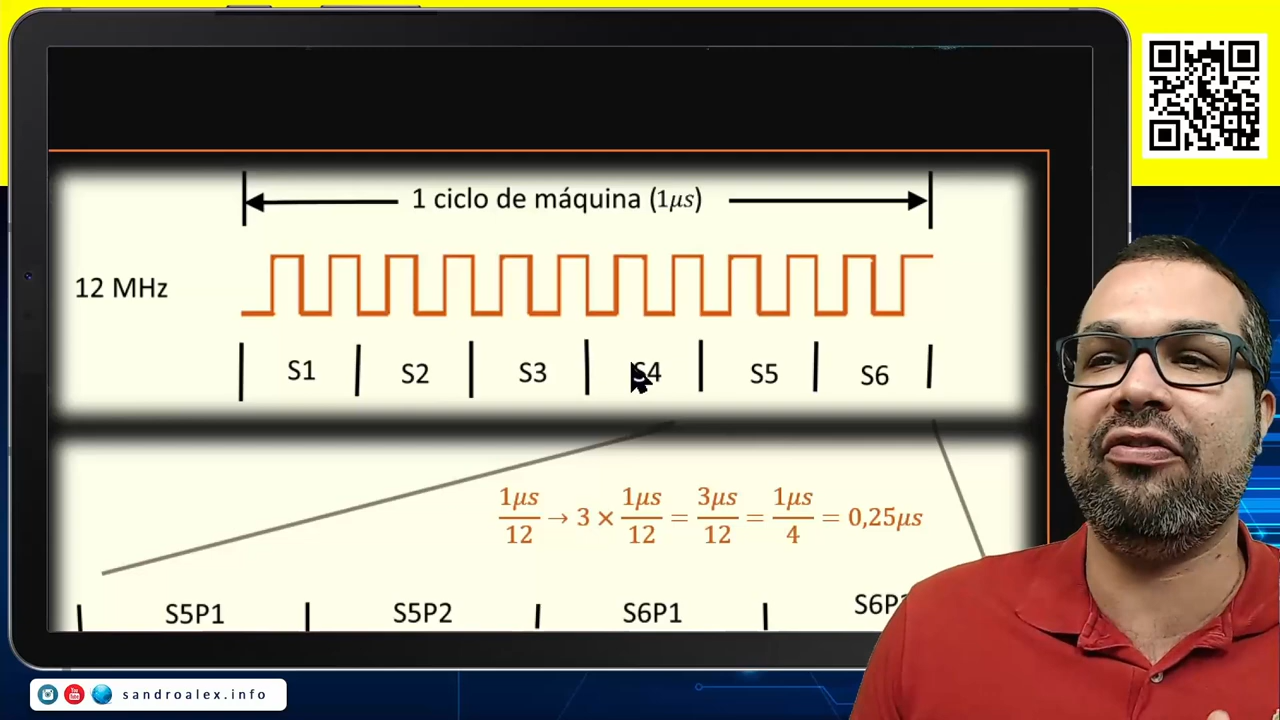 1 ciclo de máquina (1μs)
12 MHz
S1 S2 S3 S4 S5 S6
1μs/12 → 3 × 1μs/12 = 3μs/12 = 1μs/4 = 0,25μs
S5P1 S5P2 S6P1
sandroalex.info